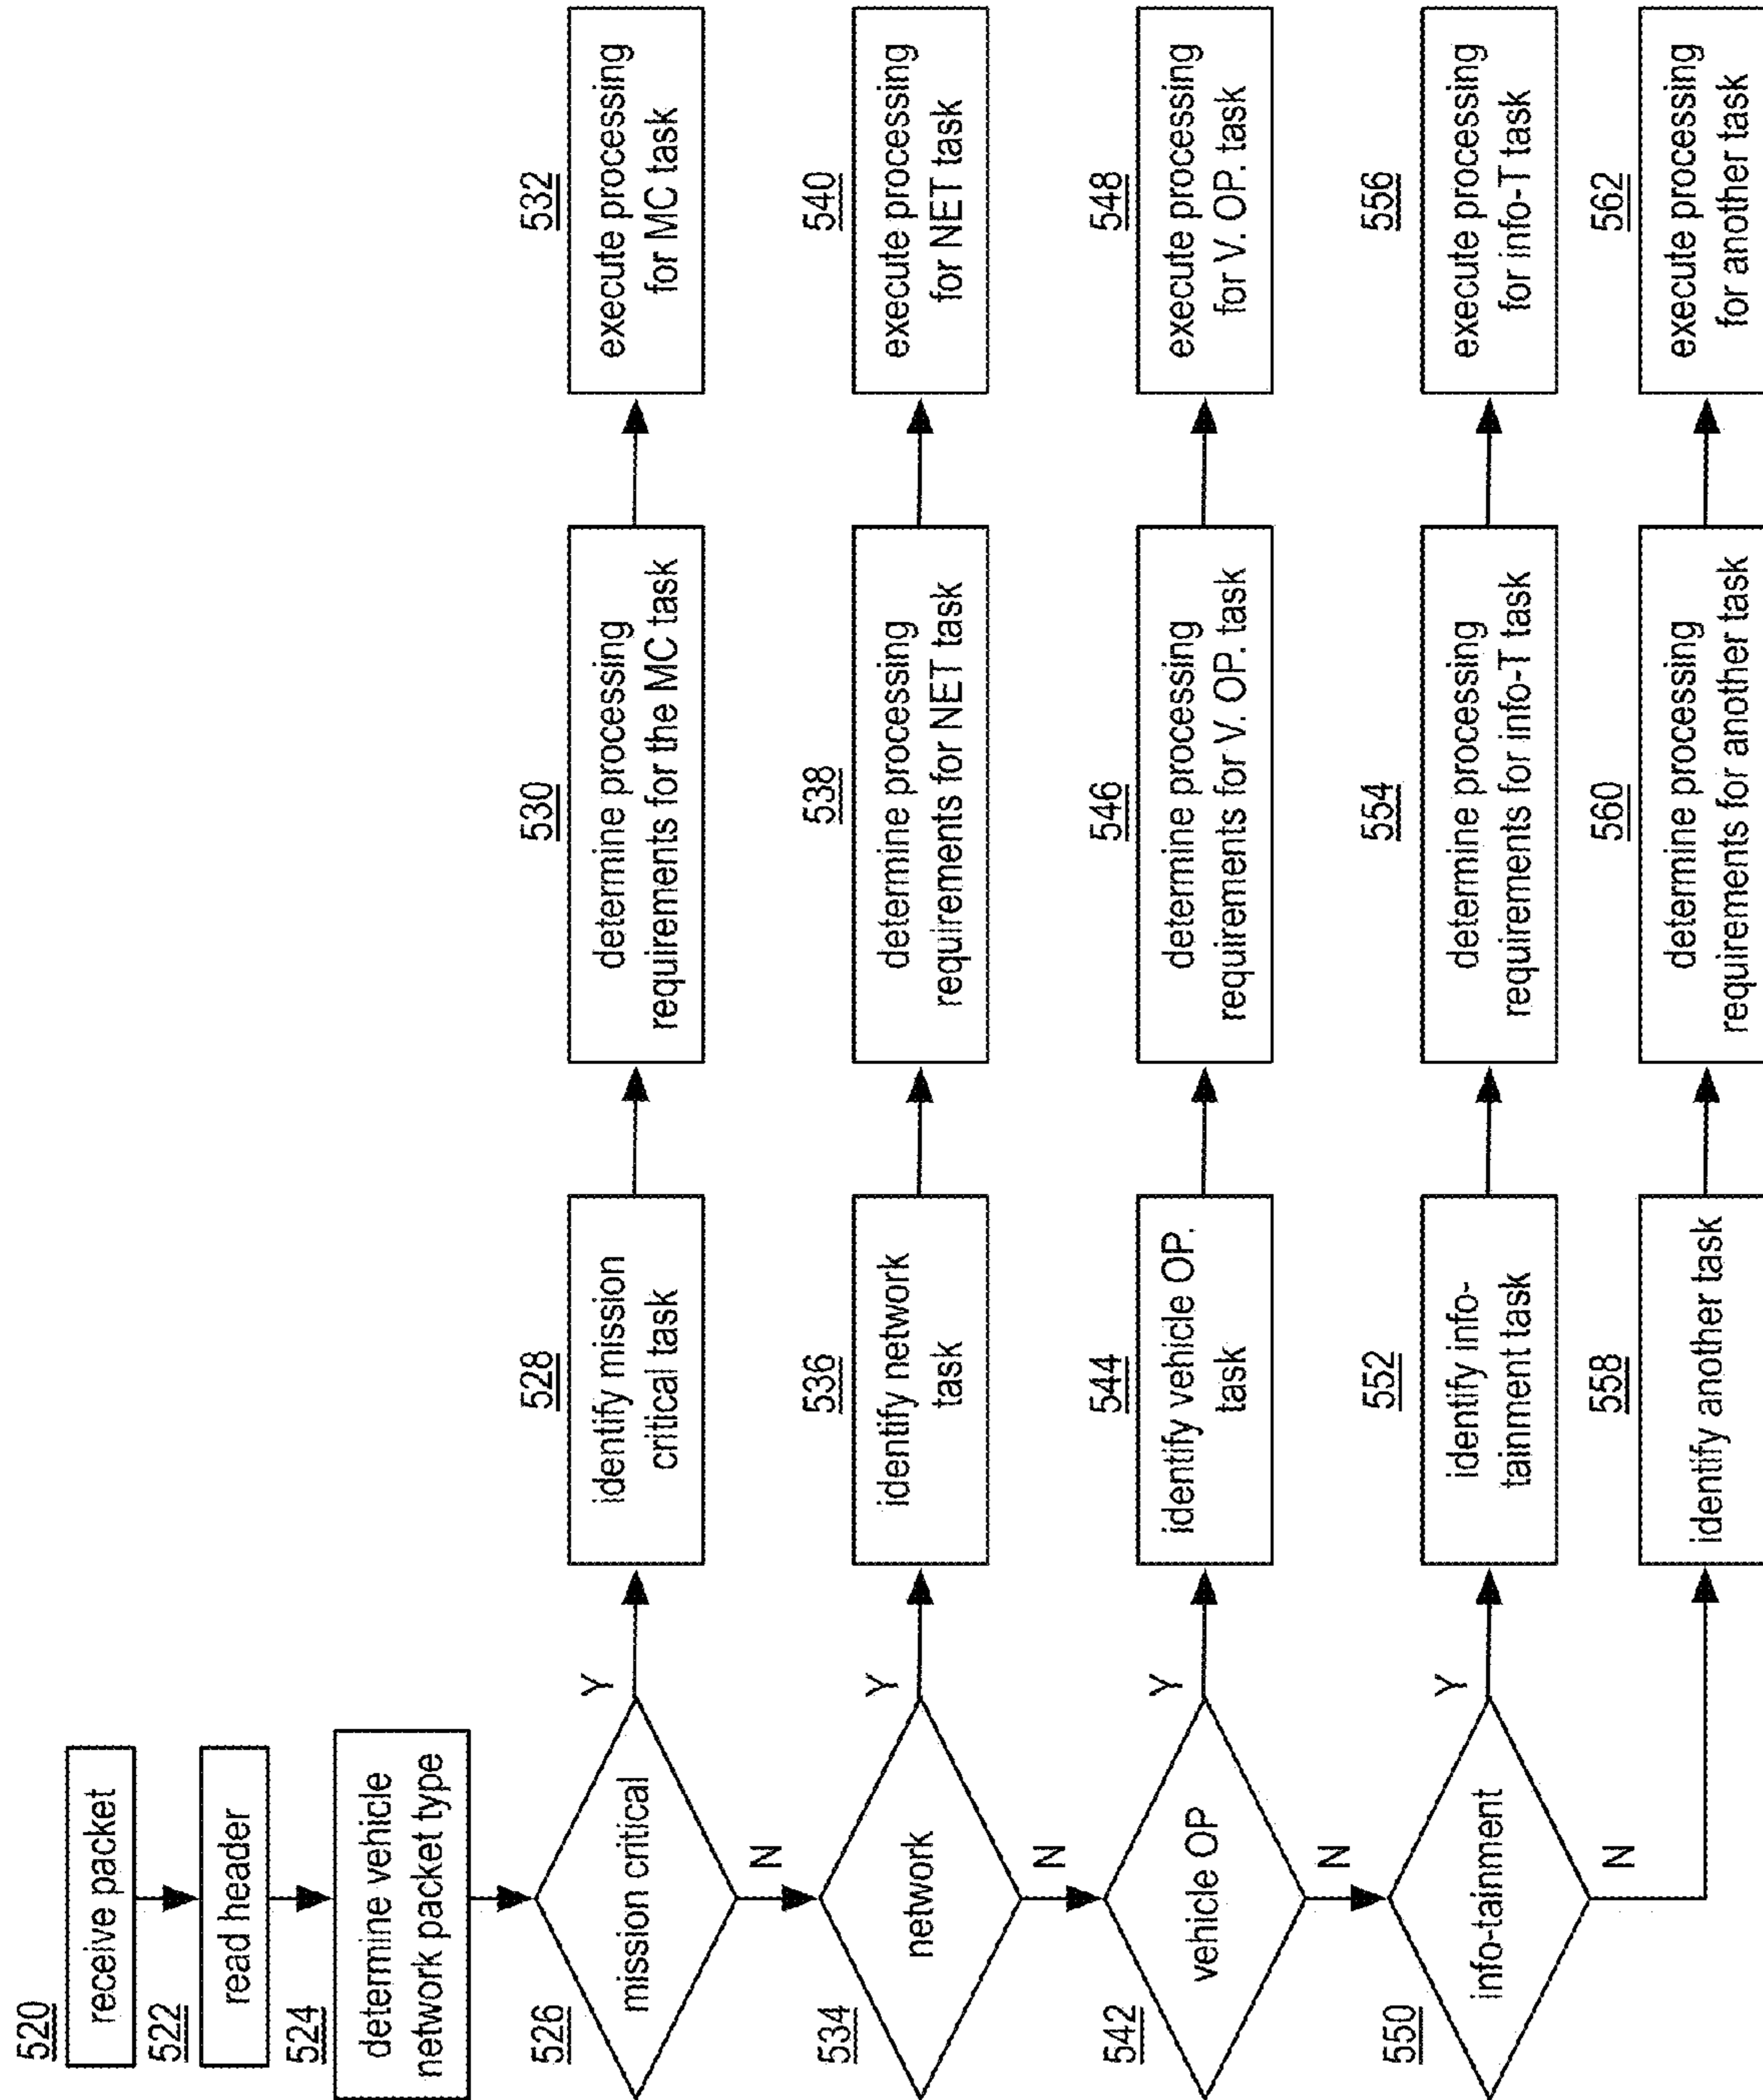 520
receive packet
522
read header
524
determine vehicle
network packet type
526
mission critical
Y
N
528
identify mission
critical task
530
determine processing
requirements for the MC task
532
execute processing
for MC task
534
network
Y
N
536
identify network
task
538
determine processing
requirements for NET task
540
execute processing
for NET task
542
vehicle OP
Y
N
544
identify vehicle OP.
task
546
determine processing
requirements for V. OP. task
548
execute processing
for V. OP. task
550
info-tainment
Y
N
552
identify info-
tainment task
554
determine processing
requirements for info-T task
556
execute processing
for info-T task
558
identify another task
560
determine processing
requirements for another task
562
execute processing
for another task